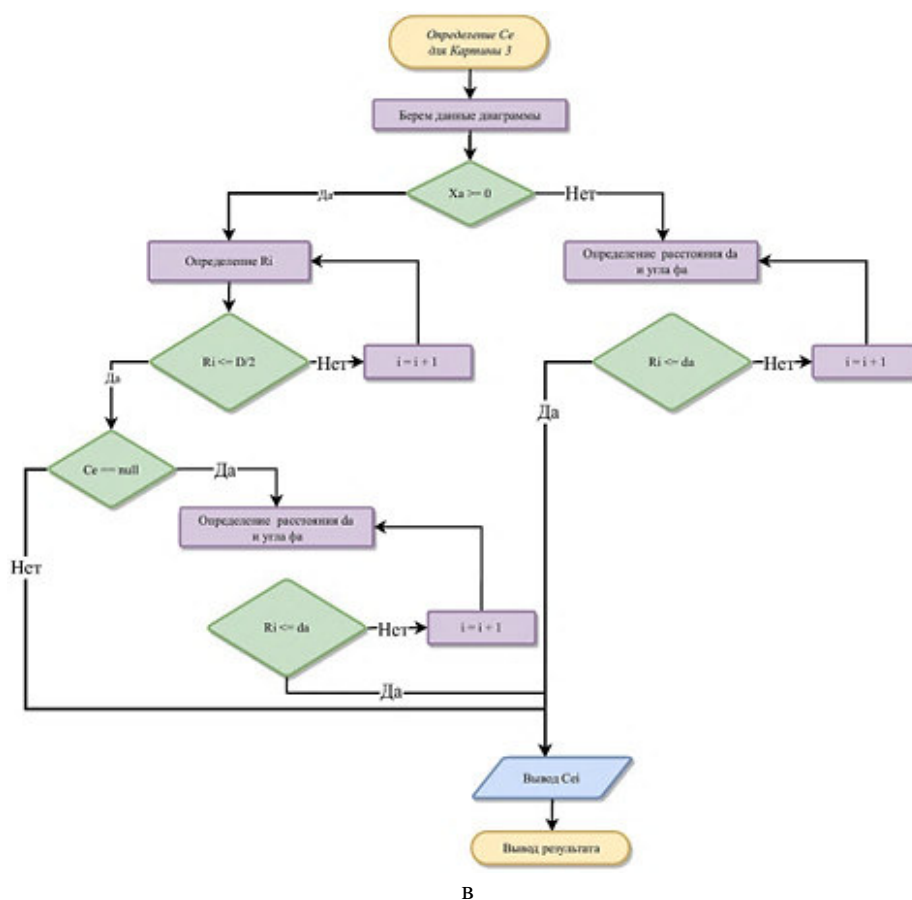 Определение Ce
для Картины 3
Берем данные диаграммы
Xa >= 0
Да
Нет
Определение Ri
Определение расстояния da
и угла фа
Ri <= D/2
Нет
i = i + 1
Ri <= da
Нет
i = i + 1
Да
Да
Ce == null
Да
Определение расстояния da
и угла фа
Нет
Ri <= da
Нет
i = i + 1
Да
Вывод Cei
Вывод результата
в